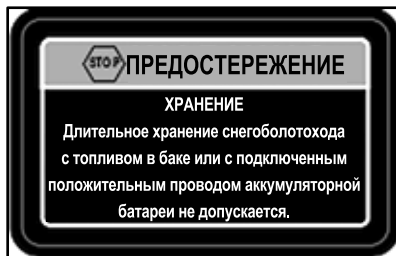 STOP ПРЕДОСТЕРЕЖЕНИЕ
ХРАНЕНИЕ
Длительное хранение снегоболотохода
с топливом в баке или с подключенным
положительным проводом аккумуляторной
батареи не допускается.